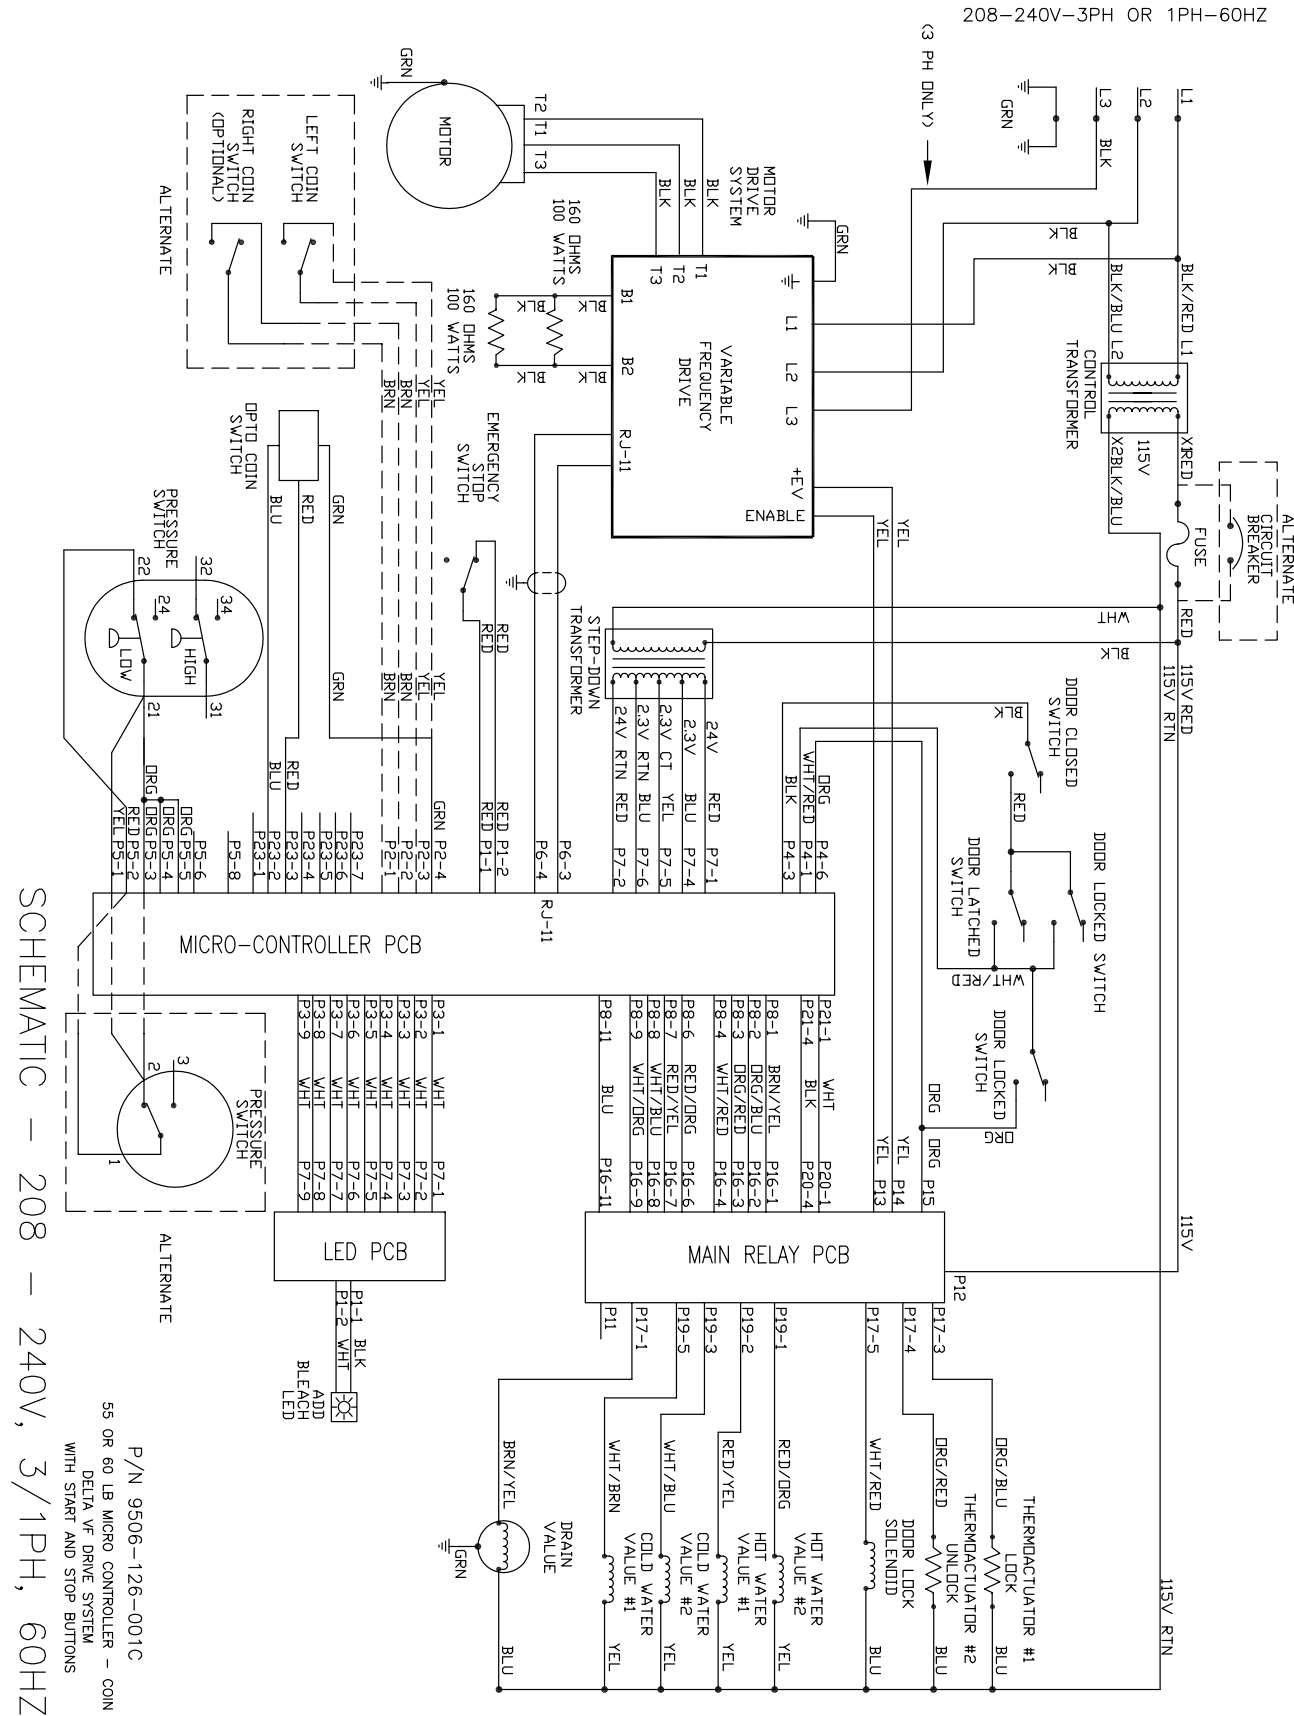 208-240V-3PH OR 1PH-60HZ
L1
L2
L3
GRN
BLK
(3 PH ONLY)
BLK
BLK
BLK/RED L1
BLK/BLU L2
CONTROL
TRANSFORMER
X1
RED
X2
BLK/BLU
115V
FUSE
ALTERNATE
CIRCUIT
BREAKER
RED
WHT
BLK
115V RED
115V RTN
115V
115V RTN
GRN
MOTOR
T2
T1
T3
BLK
BLK
BLK
MOTOR
DRIVE
SYSTEM
GRN
T1
T2
T3
L1
L2
L3
VARIABLE
FREQUENCY
DRIVE
B1
B2
RJ-11
+EV
ENABLE
YEL
YEL
160 OHMS
100 WATTS
160 OHMS
100 WATTS
BLK
BLK
BLK
BLK
LEFT COIN
SWITCH
RIGHT COIN
SWITCH
(OPTIONAL)
ALTERNATE
YEL
YEL
BRN
BRN
OPTO COIN
SWITCH
GRN
RED
BLU
EMERGENCY
STOP
SWITCH
RED
RED
STEP-DOWN
TRANSFORMER
24V
2.3V
2.3V CT
2.3V RTN
24V RTN
RED
BLU
YEL
BLU
RED
P7-1
P7-4
P7-5
P7-6
P7-2
PRESSURE
SWITCH
32
34
22
24
HIGH
LOW
31
21
GRN
YEL
YEL
BRN
BRN
RED
BLU
ORG
YEL P5-1
RED P5-2
ORG P5-3
ORG P5-4
ORG P5-5
P5-6
P5-8
P23-1
P23-2
P23-3
P23-4
P23-5
P23-6
P23-7
P2-1
P2-2
P2-3
GRN P2-4
RED P1-1
RED P1-2
P6-4
P6-3
BLK P4-3
WHT/RED P4-1
ORG P4-6
DOOR CLOSED
SWITCH
BLK
RED
DOOR LOCKED SWITCH
DOOR LATCHED
SWITCH
WHT/RED
DOOR LOCKED
SWITCH
ORG
ORG
MICRO-CONTROLLER PCB
RJ-11
P3-9 WHT P7-9
P3-8 WHT P7-8
P3-7 WHT P7-7
P3-6 WHT P7-6
P3-5 WHT P7-5
P3-4 WHT P7-4
P3-3 WHT P7-3
P3-2 WHT P7-2
P3-1 WHT P7-1
P8-11 BLU P16-11
P8-9 WHT/ORG P16-9
P8-8 WHT/BLU P16-8
P8-7 RED/YEL P16-7
P8-6 RED/ORG P16-6
P8-4 WHT/RED P16-4
P8-3 ORG/RED P16-3
P8-2 ORG/BLU P16-2
P8-1 BRN/YEL P16-1
P21-4 BLK P20-4
P21-1 WHT P20-1
YEL P13
YEL P14
ORG P15
PRESSURE
SWITCH
3
2
1
ALTERNATE
LED PCB
P1-1 BLK
P1-2 WHT
ADD
BLEACH
LED
MAIN RELAY PCB
P12
P11
P17-1
P19-5
P19-3
P19-2
P19-1
P17-5
P17-4
P17-3
BRN/YEL
WHT/BRN
WHT/BLU
RED/YEL
RED/ORG
WHT/RED
ORG/RED
ORG/BLU
DRAIN
VALUE
GRN
COLD WATER
VALUE #1
COLD WATER
VALUE #2
HOT WATER
VALUE #1
HOT WATER
VALUE #2
DOOR LOCK
SOLENOID
THERMOACTUATOR #2
UNLOCK
THERMOACTUATOR #1
LOCK
BLU
YEL
YEL
YEL
YEL
BLU
BLU
BLU
P/N 9506-126-001C
55 OR 60 LB MICRO CONTROLLER - COIN
DELTA VF DRIVE SYSTEM
WITH START AND STOP BUTTONS
SCHEMATIC - 208 - 240V, 3/1PH, 60HZ